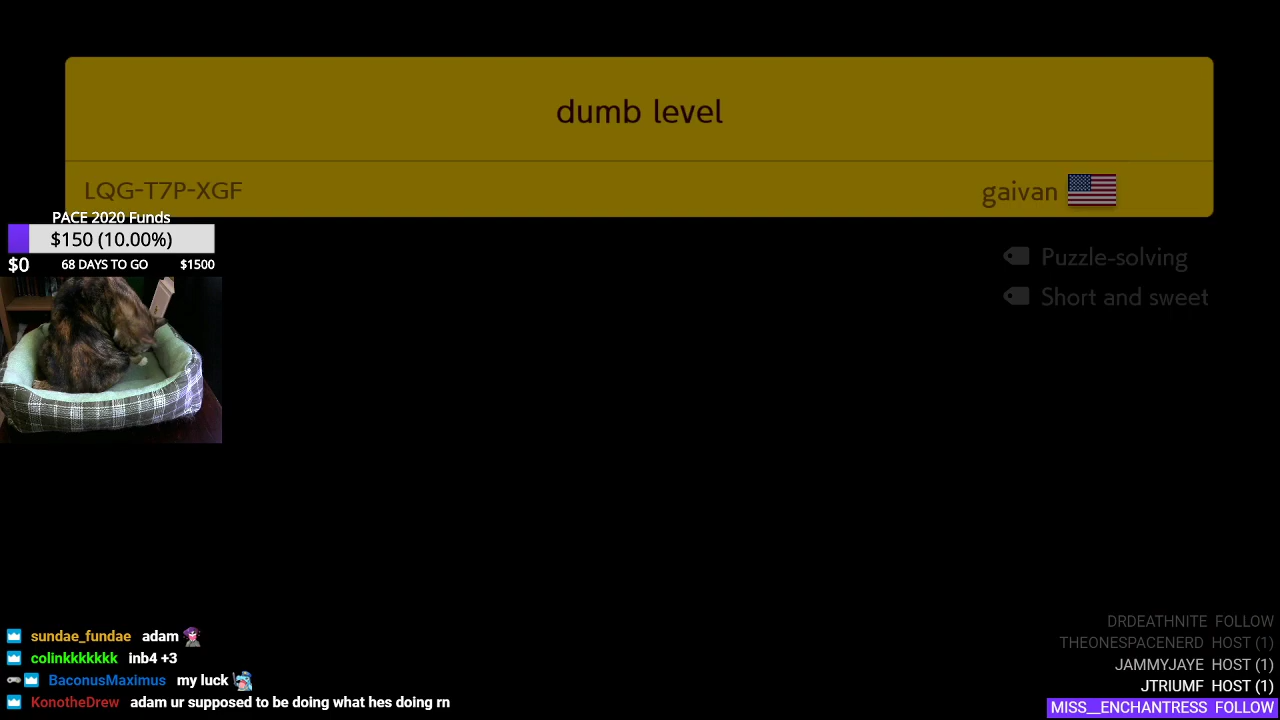 dumb level
LQG-T7P-XGF
gaivan
PACE 2020 Funds
$150 (10.00%)
$0 68 DAYS TO GO $1500
Puzzle-solving
Short and sweet
sundae_fundae adam
colinkkkkkkk inb4 +3
BaconusMaximus my luck
KonotheDrew adam ur supposed to be doing what hes doing rn
DRDEATHNITE FOLLOW
THEONESPACENERD HOST (1)
JAMMYJAYE HOST (1)
JTRIUMF HOST (1)
MISS__ENCHANTRESS FOLLOW